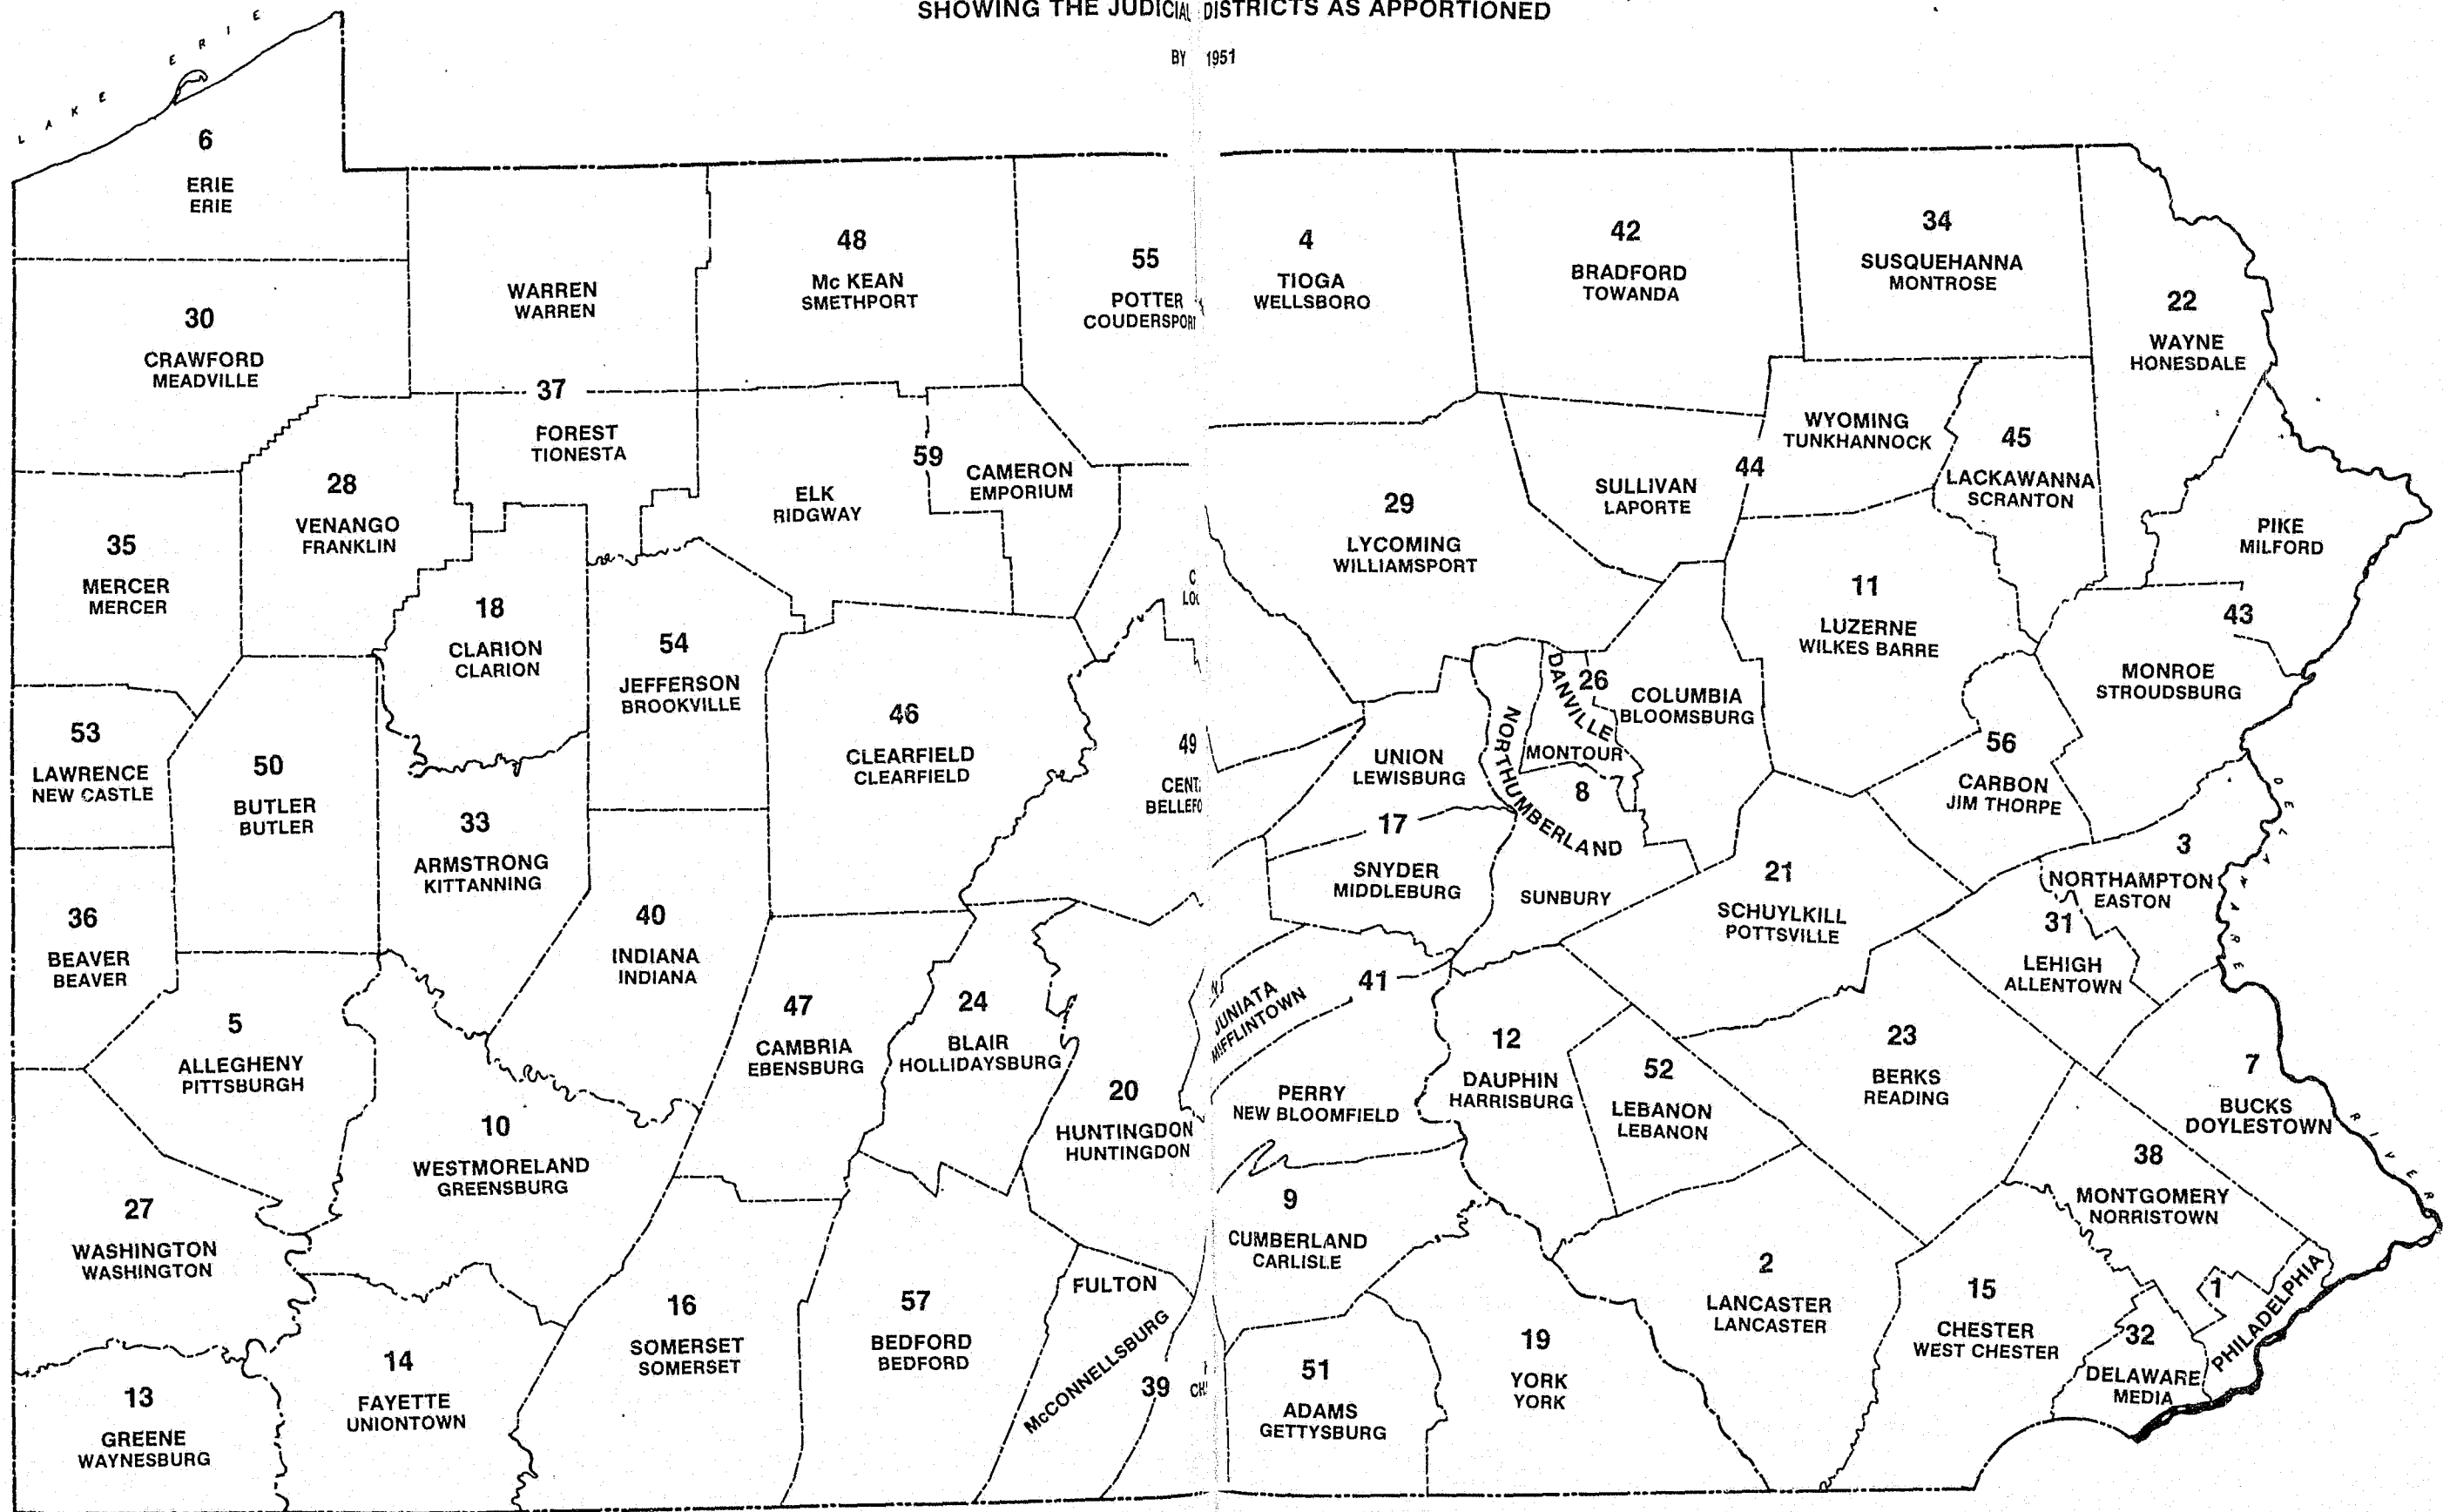 SHOWING THE JUDICIAL DISTRICTS AS APPORTIONED
BY 1951
LAKE ERIE
6
ERIE
ERIE
30
CRAWFORD
MEADVILLE
WARREN
WARREN
37
FOREST
TIONESTA
48
Mc KEAN
SMETHPORT
55
POTTER
COUDERSPORT
4
TIOGA
WELLSBORO
42
BRADFORD
TOWANDA
34
SUSQUEHANNA
MONTROSE
22
WAYNE
HONESDALE
35
MERCER
MERCER
28
VENANGO
FRANKLIN
18
CLARION
CLARION
54
JEFFERSON
BROOKVILLE
ELK
RIDGWAY
59
CAMERON
EMPORIUM
29
LYCOMING
WILLIAMSPORT
SULLIVAN
LAPORTE
44
WYOMING
TUNKHANNOCK
45
LACKAWANNA
SCRANTON
PIKE
MILFORD
43
MONROE
STROUDSBURG
11
LUZERNE
WILKES BARRE
53
LAWRENCE
NEW CASTLE
50
BUTLER
BUTLER
33
ARMSTRONG
KITTANNING
46
CLEARFIELD
CLEARFIELD
49
CENT
BELLEFO
UNION
LEWISBURG
17
SNYDER
MIDDLEBURG
NORTHUMBERLAND
8
SUNBURY
DANVILLE
MONTOUR
26
COLUMBIA
BLOOMSBURG
56
CARBON
JIM THORPE
3
NORTHAMPTON
EASTON
31
LEHIGH
ALLENTOWN
21
SCHUYLKILL
POTTSVILLE
36
BEAVER
BEAVER
5
ALLEGHENY
PITTSBURGH
40
INDIANA
INDIANA
47
CAMBRIA
EBENSBURG
24
BLAIR
HOLLIDAYSBURG
20
HUNTINGDON
HUNTINGDON
JUNIATA
MIFFLINTOWN
41
PERRY
NEW BLOOMFIELD
12
DAUPHIN
HARRISBURG
52
LEBANON
LEBANON
23
BERKS
READING
7
BUCKS
DOYLESTOWN
DELAWARE RIVER
38
MONTGOMERY
NORRISTOWN
10
WESTMORELAND
GREENSBURG
27
WASHINGTON
WASHINGTON
13
GREENE
WAYNESBURG
14
FAYETTE
UNIONTOWN
16
SOMERSET
SOMERSET
57
BEDFORD
BEDFORD
FULTON
McCONNELLSBURG
39
CH
9
CUMBERLAND
CARLISLE
51
ADAMS
GETTYSBURG
19
YORK
YORK
2
LANCASTER
LANCASTER
15
CHESTER
WEST CHESTER
32
DELAWARE
MEDIA
1
PHILADELPHIA